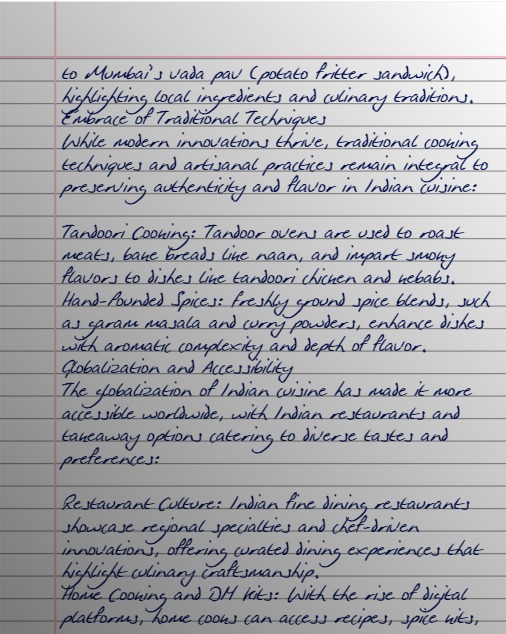 to Mumbai's vada pav (potato fritter sandwich),
highlighting local ingredients and culinary traditions.
Embrace of Traditional Techniques
While modern innovations thrive, traditional cooking
techniques and artisanal practices remain integral to
preserving authenticity and flavor in Indian cuisine:
Tandoori Cooking: Tandoor ovens are used to roast
meats, bake breads like naan, and impart smoky
flavors to dishes like tandoori chicken and kebabs.
Hand-Pounded Spices: Freshly ground spice blends, such
as garam masala and curry powders, enhance dishes
with aromatic complexity and depth of flavor.
Globalization and Accessibility
The globalization of Indian cuisine has made it more
accessible worldwide, with Indian restaurants and
takeaway options catering to diverse tastes and
preferences:
Restaurant Culture: Indian fine dining restaurants
showcase regional specialties and chef-driven
innovations, offering curated dining experiences that
highlight culinary craftsmanship.
Home Cooking and DH Kits: With the rise of digital
platforms, home cooks can access recipes, spice kits,